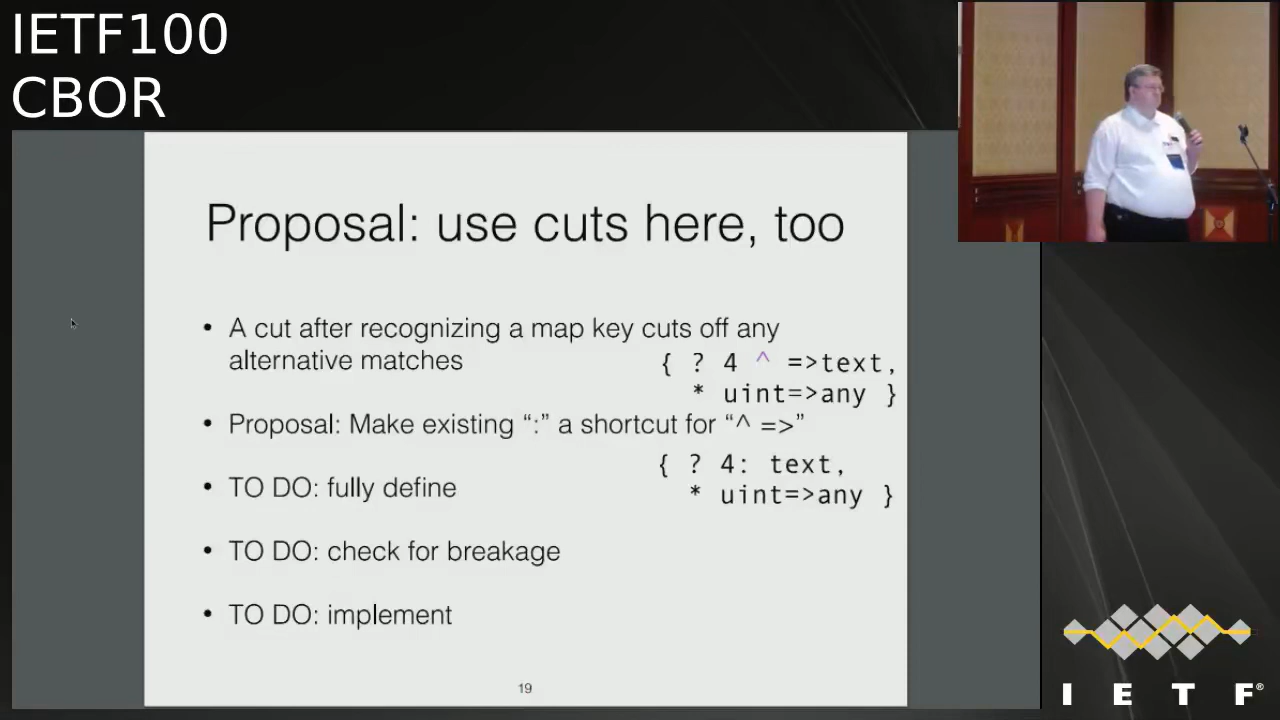 IETF100
CBOR
Proposal: use cuts here, too
• A cut after recognizing a map key cuts off any
alternative matches
{ ? 4 ^ =>text,
* uint=>any }
• Proposal: Make existing “:” a shortcut for “^ =>”
{ ? 4: text,
* uint=>any }
• TO DO: fully define
• TO DO: check for breakage
• TO DO: implement
19
I E T F®